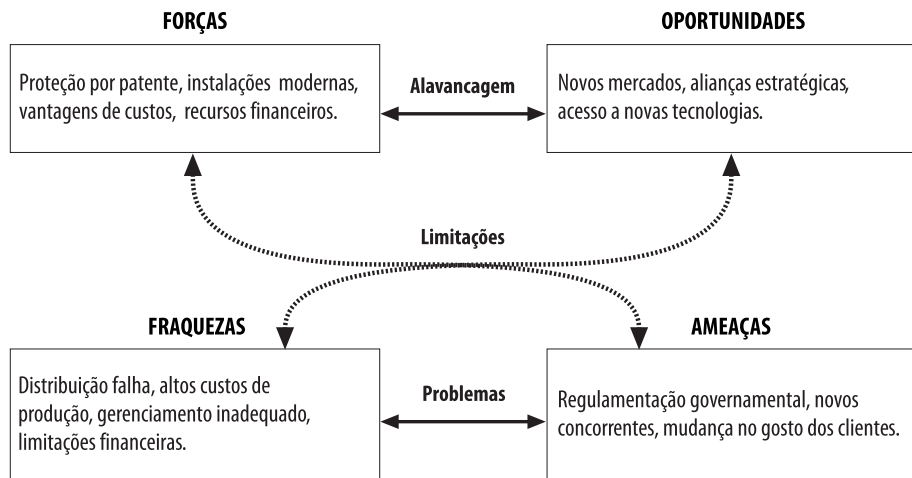 FORÇAS
Proteção por patente, instalações modernas,
vantagens de custos, recursos financeiros.
Alavancagem
OPORTUNIDADES
Novos mercados, alianças estratégicas,
acesso a novas tecnologias.
Limitações
FRAQUEZAS
Distribuição falha, altos custos de
produção, gerenciamento inadequado,
limitações financeiras.
Problemas
AMEAÇAS
Regulamentação governamental, novos
concorrentes, mudança no gosto dos clientes.